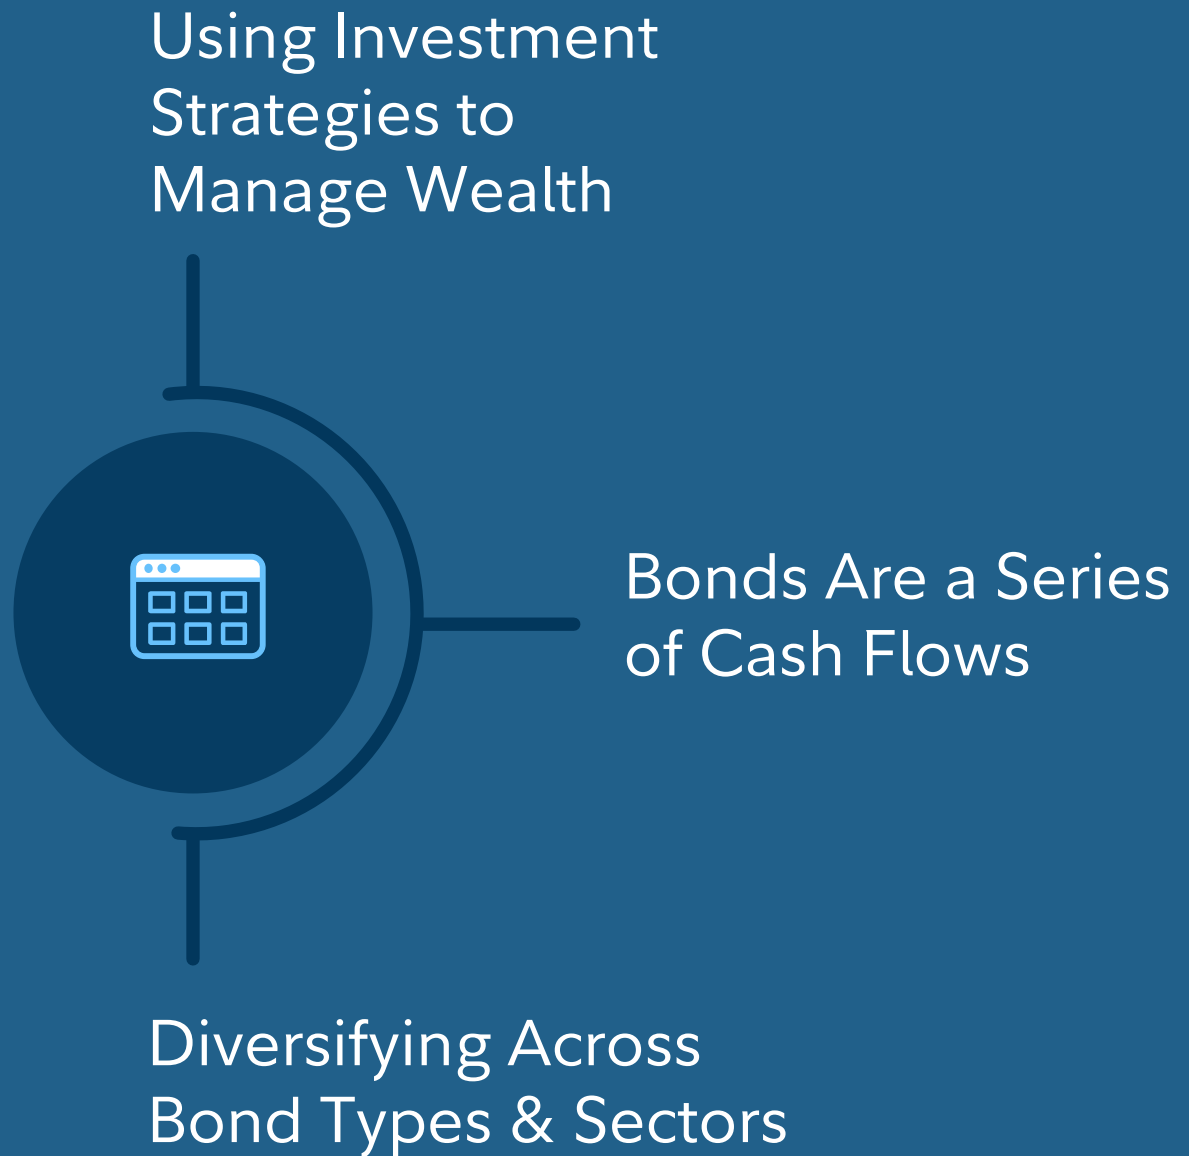 Using Investment
Strategies to
Manage Wealth
Bonds Are a Series
of Cash Flows
Diversifying Across
Bond Types & Sectors